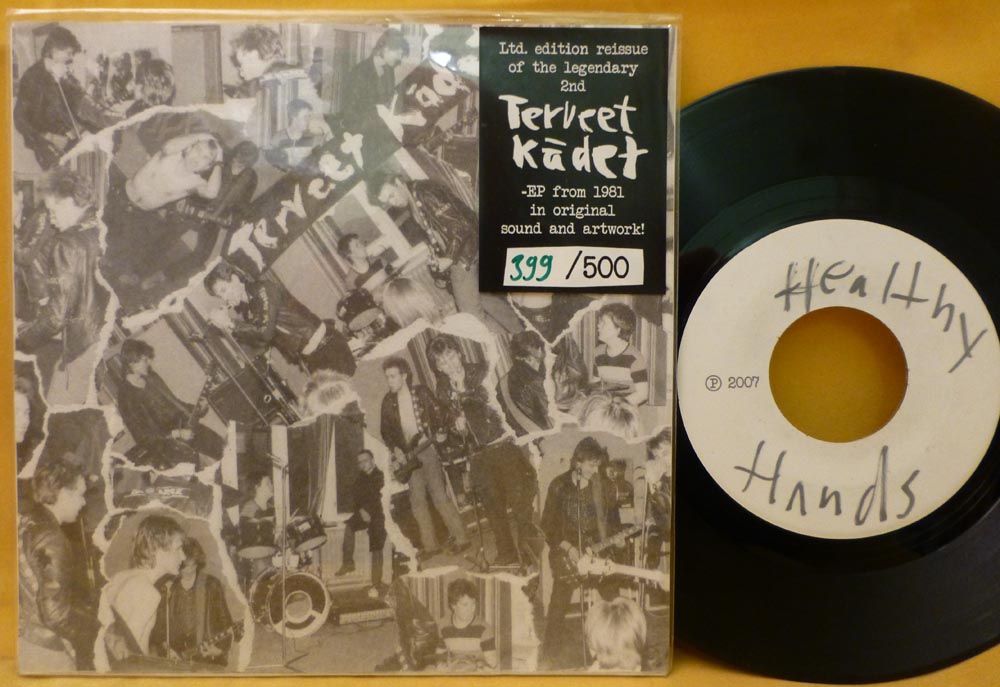 Terveet Käd
Ltd. edition reissue
of the legendary
2nd
Terveet
Kädet
-EP from 1981
in original
sound and artwork!
399 /500
Healthy
℗ 2007
Hands